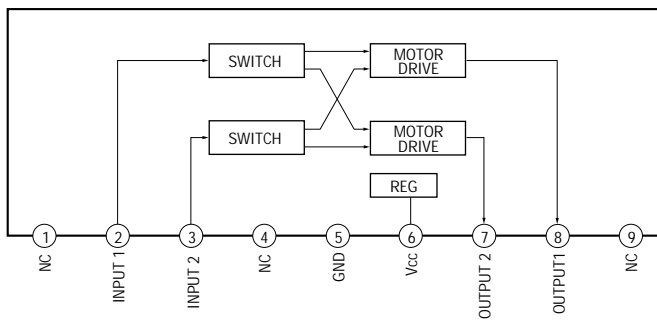 SWITCH
MOTOR
DRIVE
SWITCH
MOTOR
DRIVE
REG
1
2
3
4
5
6
7
8
9
NC
INPUT 1
INPUT 2
NC
GND
Vcc
OUTPUT 2
OUTPUT1
NC